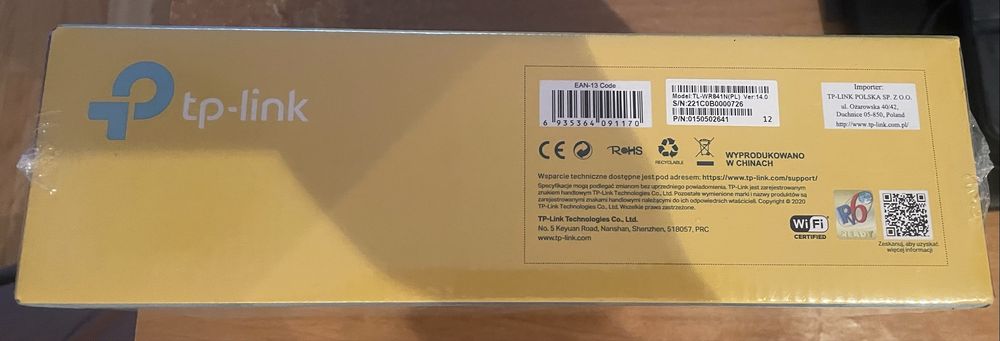 tp-link
EAN-13 Code
6 935364 091170
Model: TL-WR841N(PL) Ver:14.0
S/N:221C0B0000726
P/N:0150502641 12
Importer:
TP-LINK POLSKA SP. Z O.O.
ul. Ożarowska 40/42,
Duchnice 05-850, Poland
http://www.tp-link.com.pl/
CE
RoHS
RECYCLABLE
WYPRODUKOWANO
W CHINACH
Wsparcie techniczne dostępne jest pod adresem: https://www.tp-link.com/support/
Specyfikacje mogą podlegać zmianom bez uprzedniego powiadomienia. TP-Link jest zarejestrowanym
znakiem handlowym TP-Link Technologies Co., Ltd. Pozostałe wymienione marki i nazwy produktów są
zarejestrowanymi znakami handlowymi należącymi do ich odpowiednich właścicieli. Copyright © 2020
TP-Link Technologies Co., Ltd. Wszelkie prawa zastrzeżone.
TP-Link Technologies Co., Ltd.
No. 5 Keyuan Road, Nanshan, Shenzhen, 518057, PRC
www.tp-link.com
Wi Fi
CERTIFIED
IPv6
READY
Zeskanuj, aby uzyskać
więcej informacji